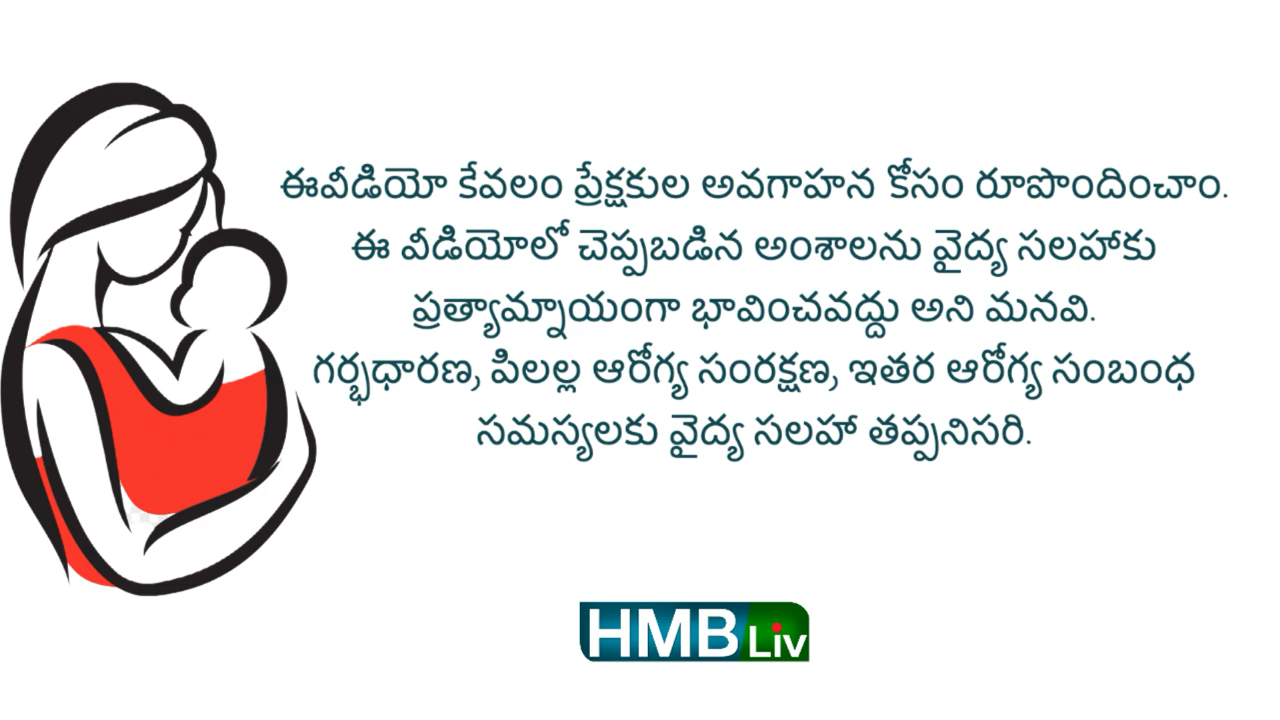 ఈవీడియో కేవలం ప్రేక్షకుల అవగాహన కోసం రూపొందించాం.
ఈ వీడియోలో చెప్పబడిన అంశాలను వైద్య సలహాకు
ప్రత్యామ్నాయంగా భావించవద్దు అని మనవి.
గర్భధారణ, పిలల్ల ఆరోగ్య సంరక్షణ, ఇతర ఆరోగ్య సంబంధ
సమస్యలకు వైద్య సలహా తప్పనిసరి.
HMB Liv